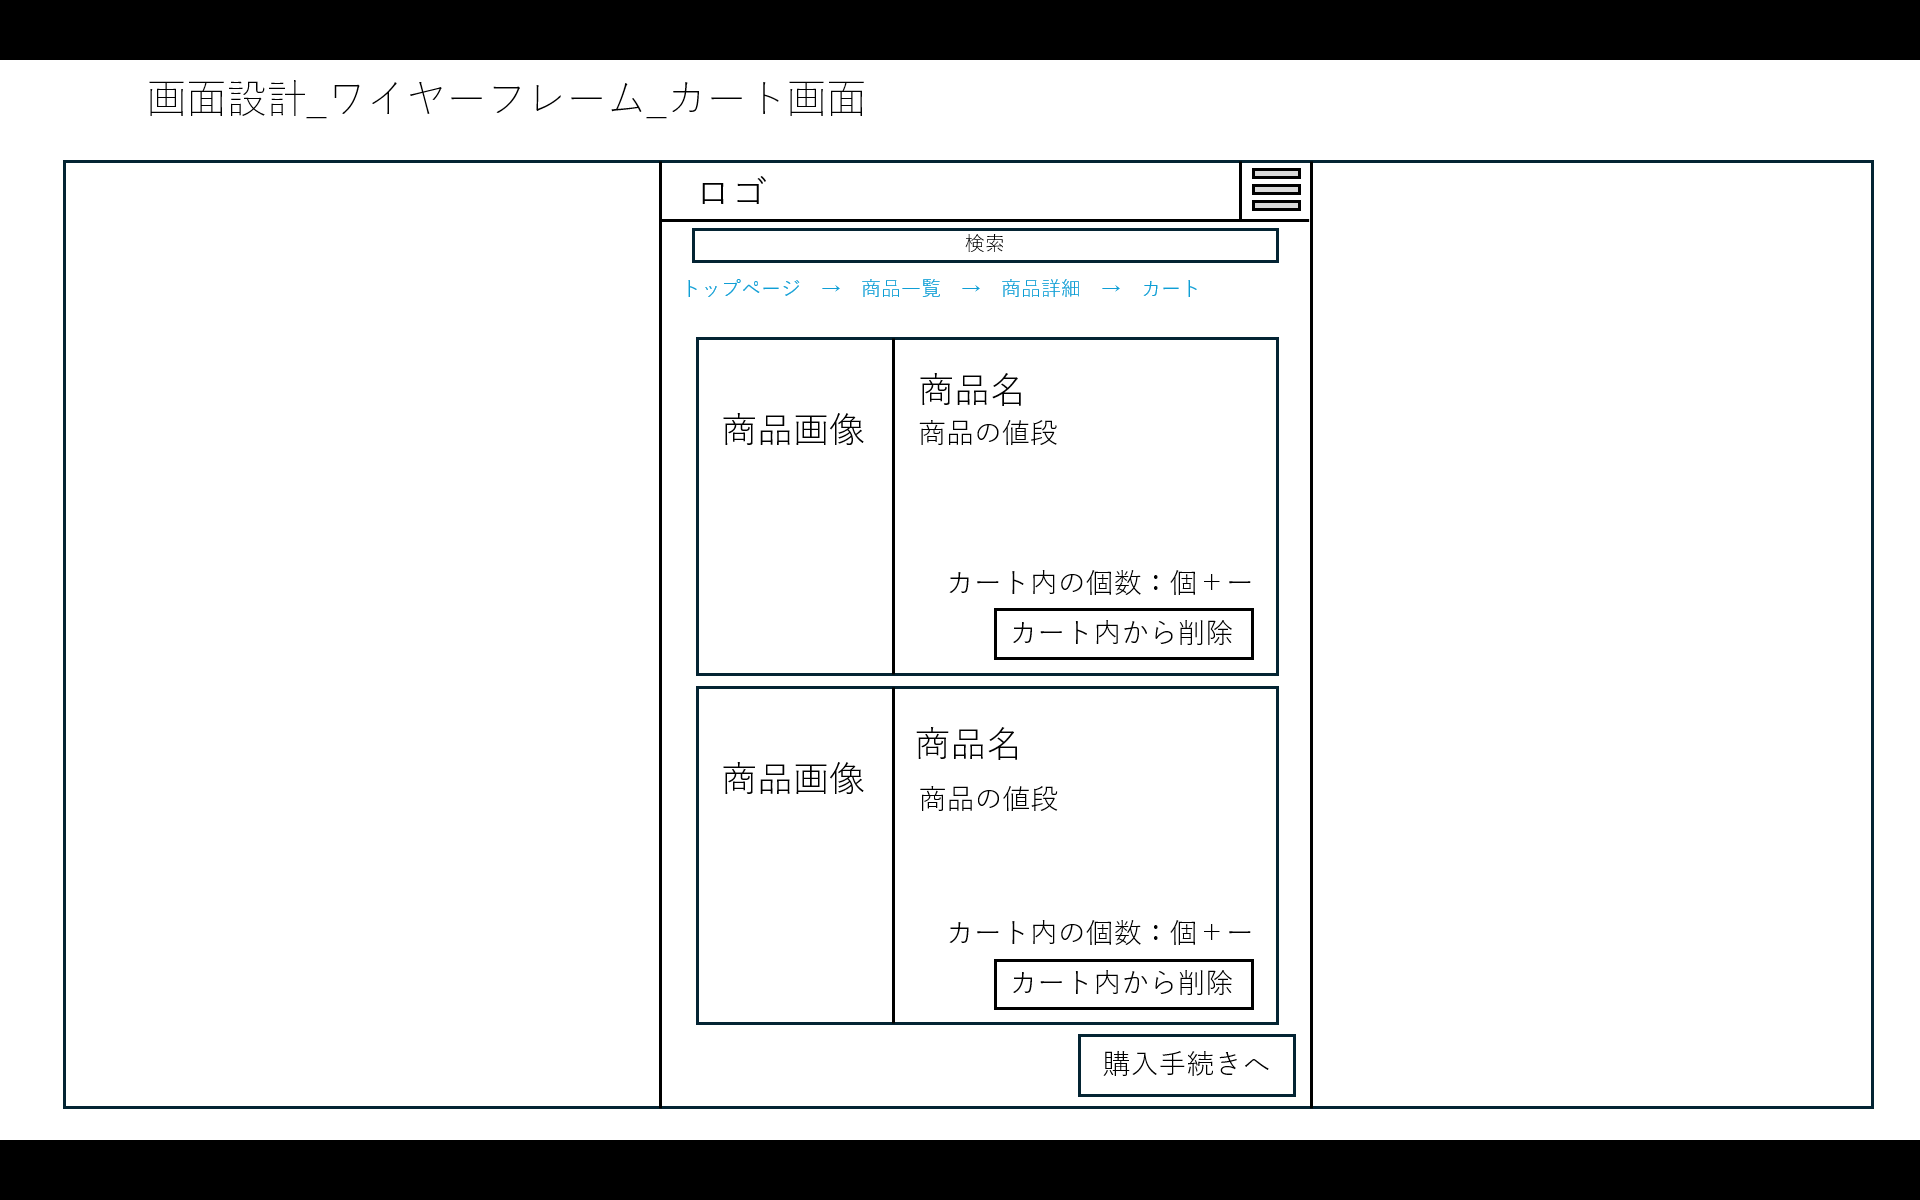 画面設計_ワイヤーフレーム_カート画面
ロゴ
検索
トップページ　→　商品一覧　→　商品詳細　→　カート
商品画像
商品名
商品の値段
カート内の個数：個＋ー
カート内から削除
商品画像
商品名
商品の値段
カート内の個数：個＋ー
カート内から削除
購入手続きへ